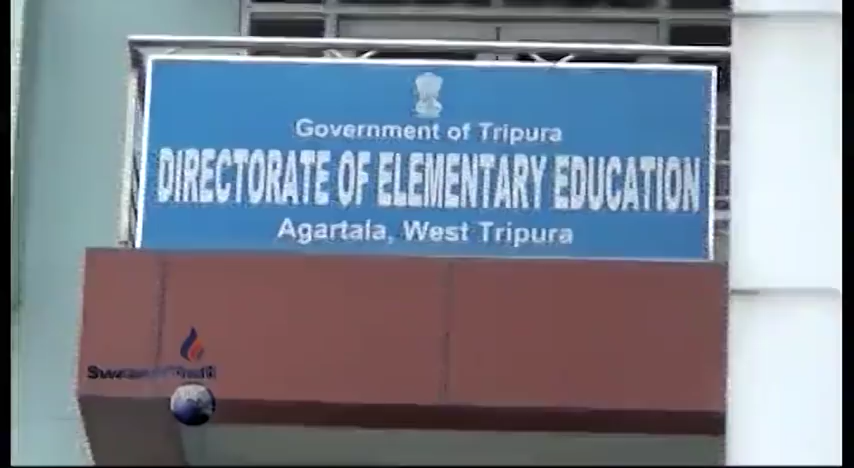 Government of Tripura
DIRECTORATE OF ELEMENTARY EDUCATION
Agartala, West Tripura